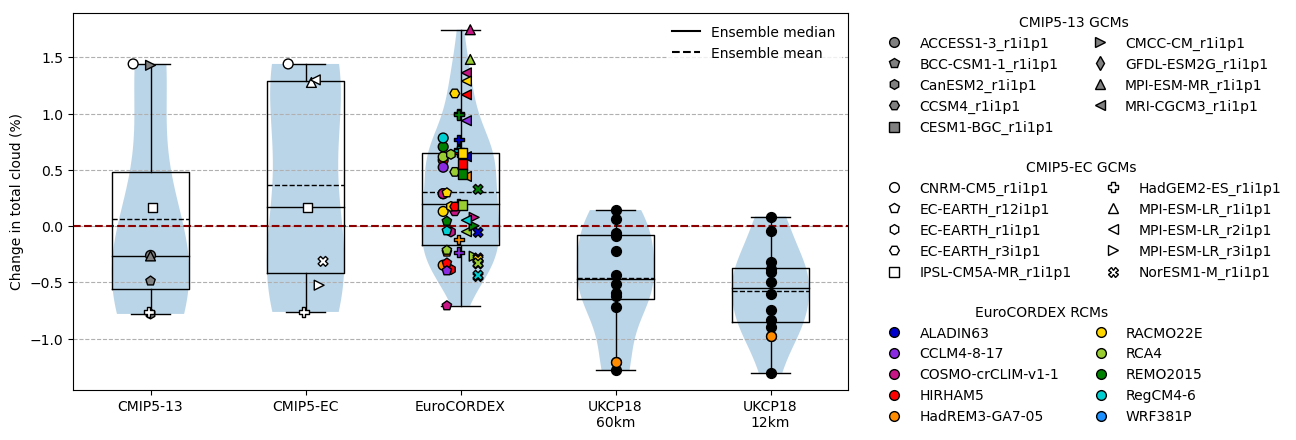 Change in total cloud (%)
1.5
1.0
0.5
0.0
−0.5
−1.0
Ensemble median
Ensemble mean
CMIP5-13
CMIP5-EC
EuroCORDEX
UKCP18
60km
UKCP18
12km
CMIP5-13 GCMs
ACCESS1-3_r1i1p1
BCC-CSM1-1_r1i1p1
CanESM2_r1i1p1
CCSM4_r1i1p1
CESM1-BGC_r1i1p1
CMCC-CM_r1i1p1
GFDL-ESM2G_r1i1p1
MPI-ESM-MR_r1i1p1
MRI-CGCM3_r1i1p1
CMIP5-EC GCMs
CNRM-CM5_r1i1p1
EC-EARTH_r12i1p1
EC-EARTH_r1i1p1
EC-EARTH_r3i1p1
IPSL-CM5A-MR_r1i1p1
HadGEM2-ES_r1i1p1
MPI-ESM-LR_r1i1p1
MPI-ESM-LR_r2i1p1
MPI-ESM-LR_r3i1p1
NorESM1-M_r1i1p1
EuroCORDEX RCMs
ALADIN63
CCLM4-8-17
COSMO-crCLIM-v1-1
HIRHAM5
HadREM3-GA7-05
RACMO22E
RCA4
REMO2015
RegCM4-6
WRF381P